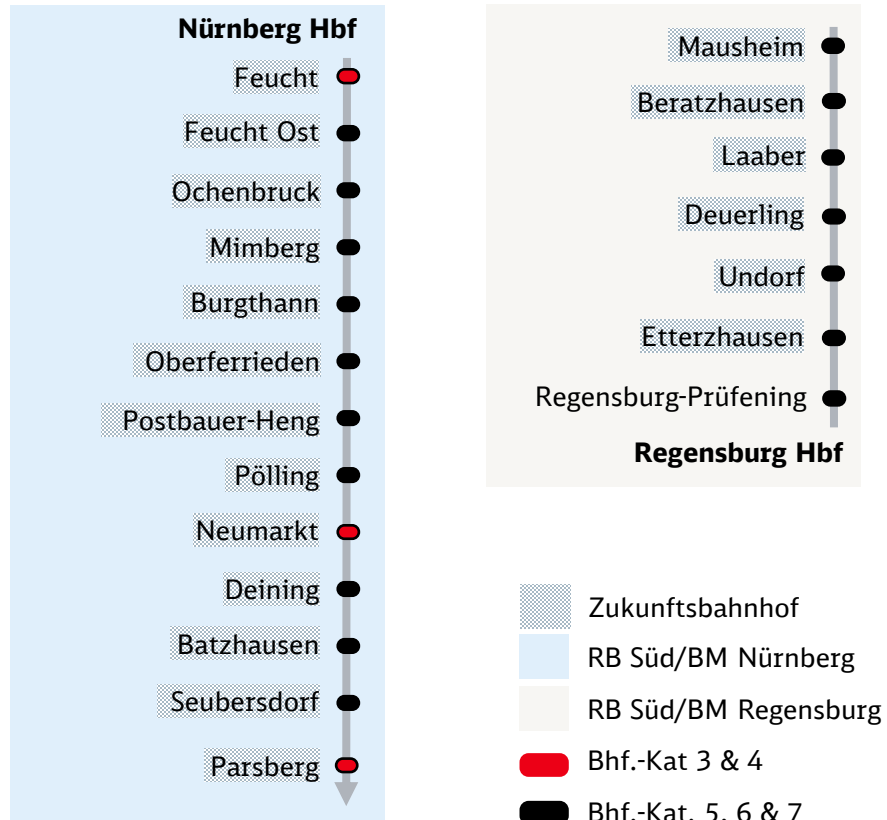 Nürnberg Hbf
Feucht
Feucht Ost
Ochenbruck
Mimberg
Burgthann
Oberferrieden
Postbauer-Heng
Pölling
Neumarkt
Deining
Batzhausen
Seubersdorf
Parsberg
Mausheim
Beratzhausen
Laaber
Deuerling
Undorf
Etterzhausen
Regensburg-Prüfening
Regensburg Hbf
Zukunftsbahnhof
RB Süd/BM Nürnberg
RB Süd/BM Regensburg
Bhf.-Kat 3 & 4
Bhf.-Kat. 5, 6 & 7